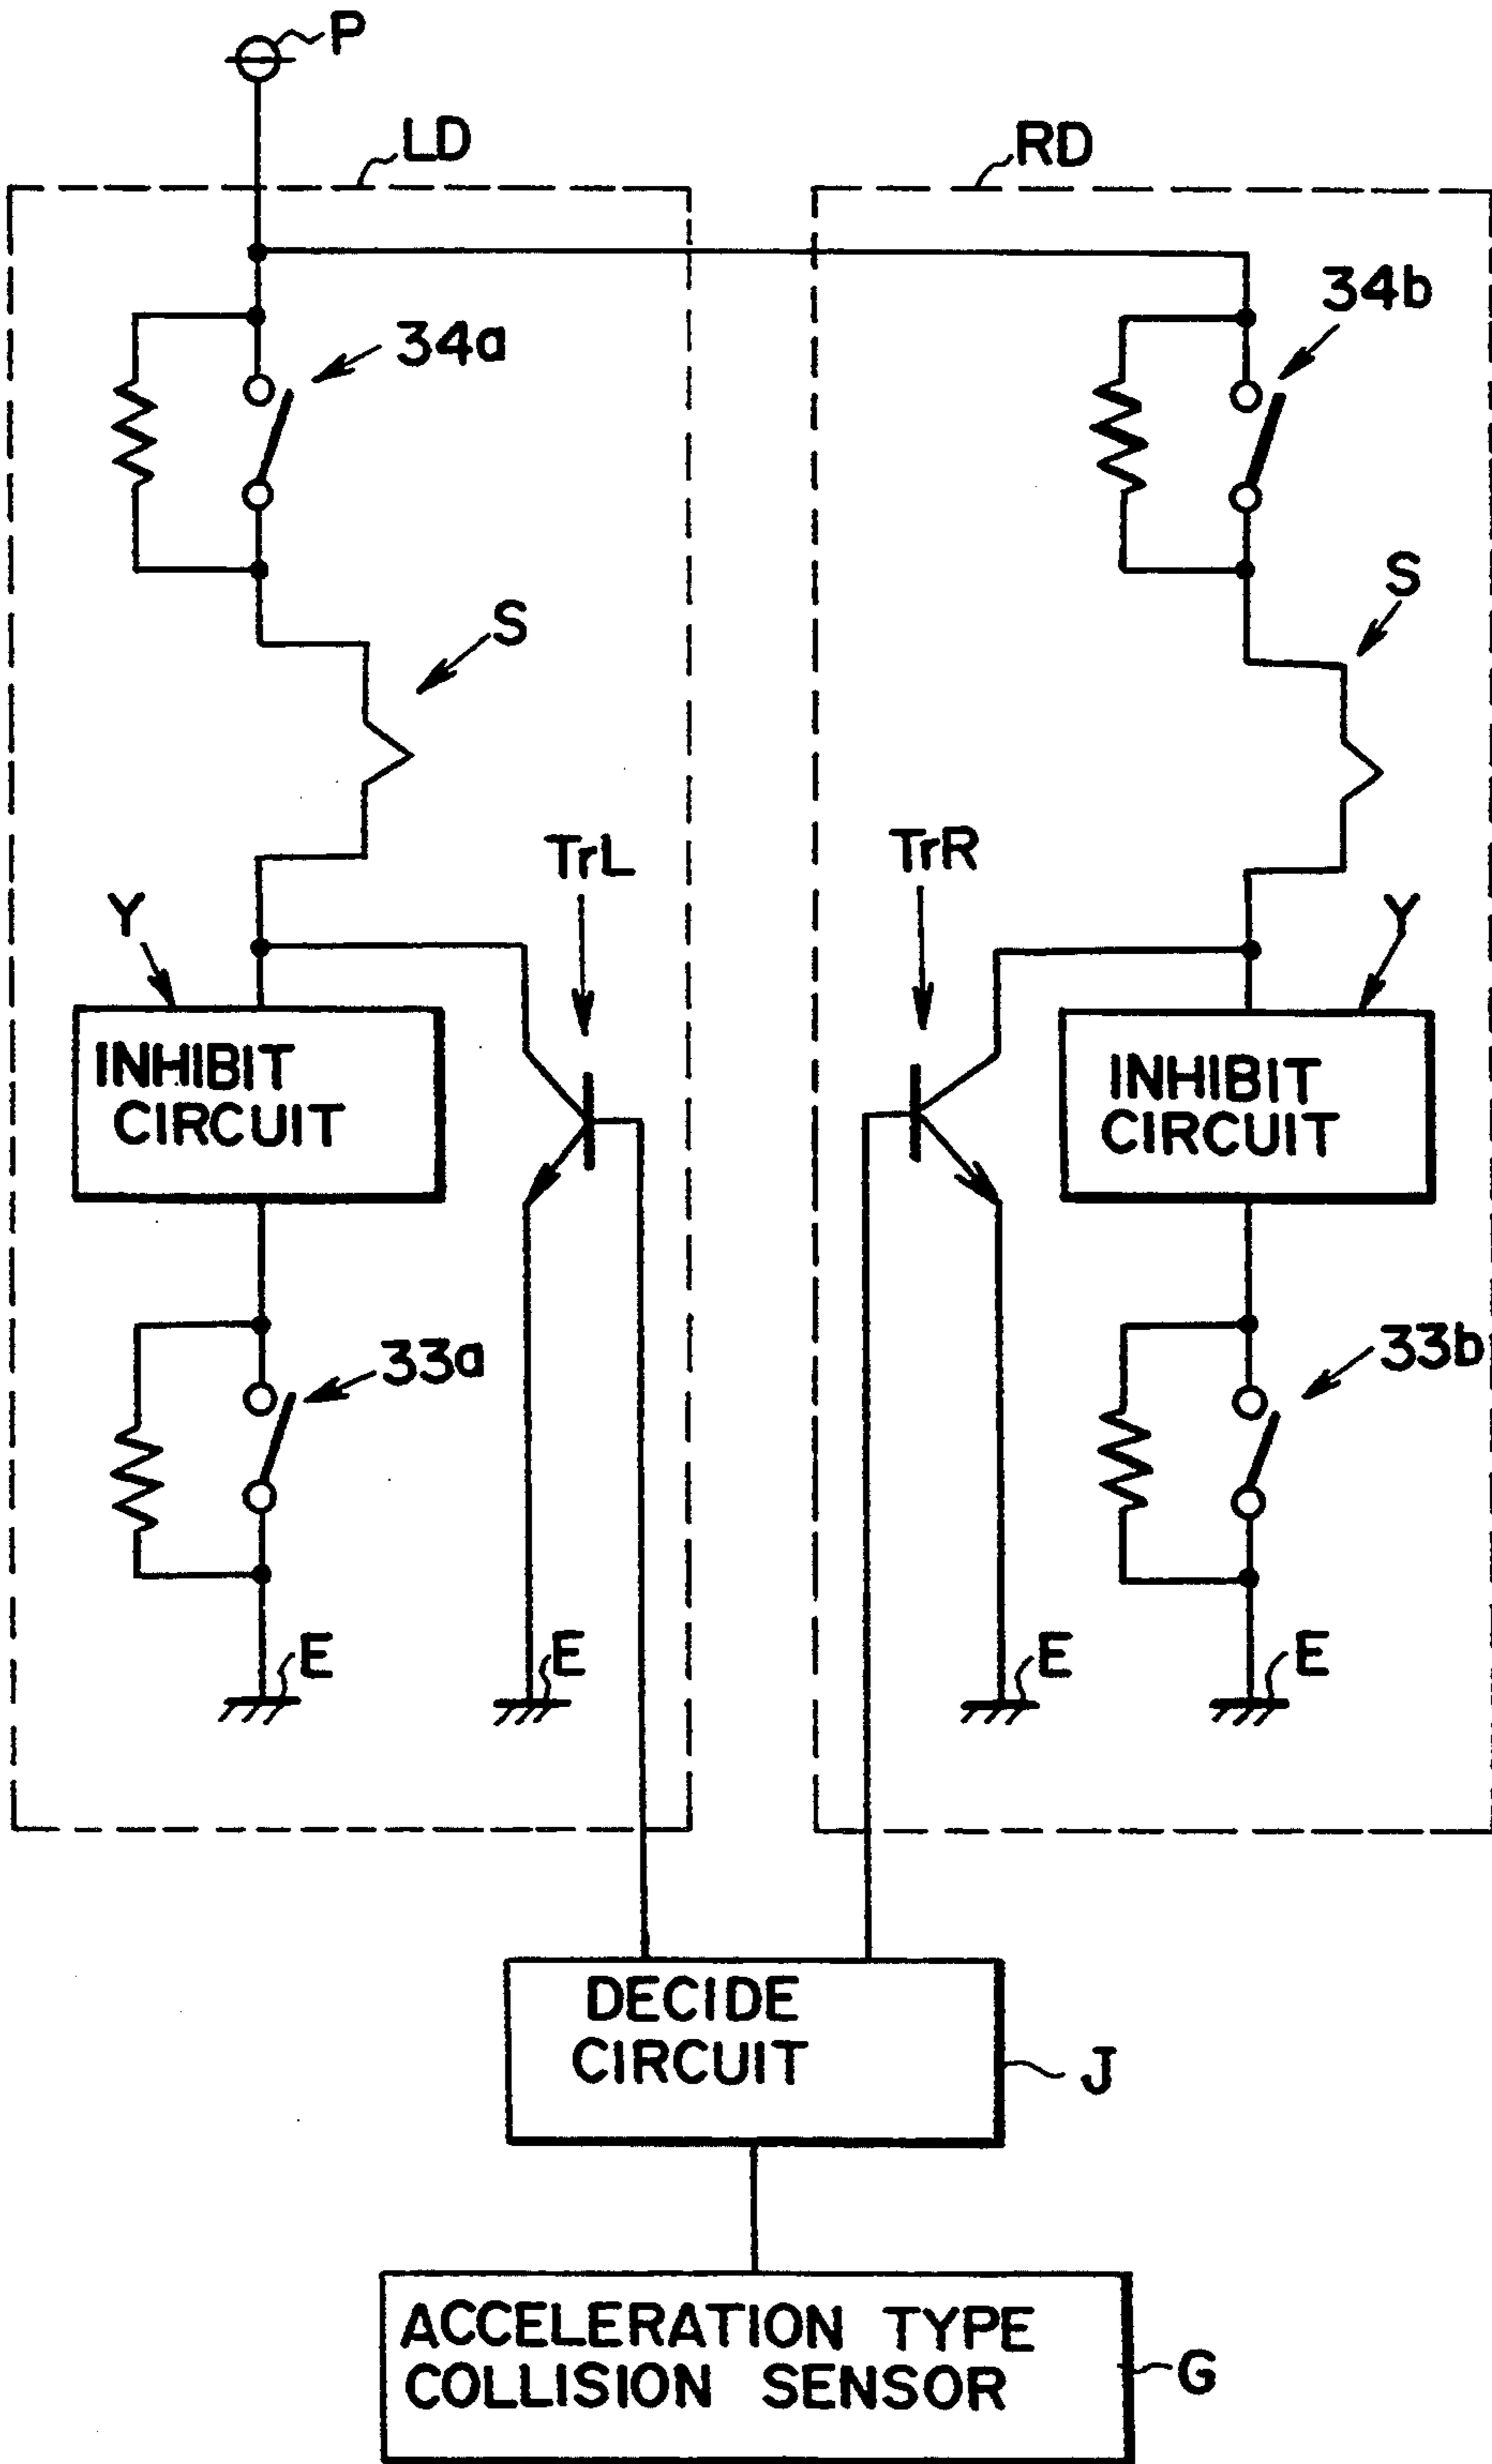 P
LD
RD
34a
34b
S
S
TrL
TrR
Y
Y
INHIBIT
CIRCUIT
INHIBIT
CIRCUIT
33a
33b
E
E
E
E
DECIDE
CIRCUIT
J
ACCELERATION TYPE
COLLISION SENSOR
G